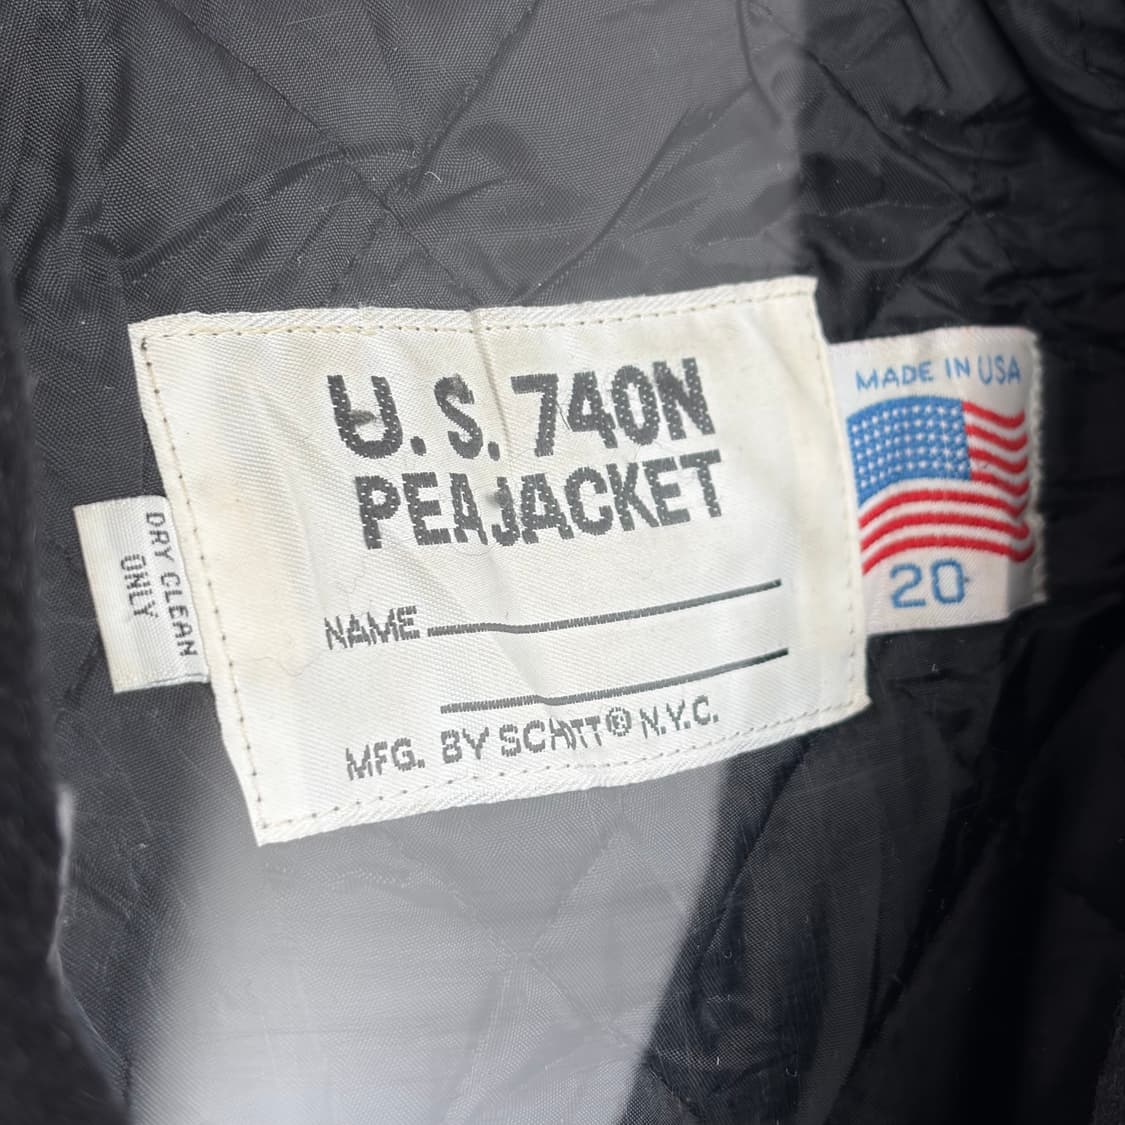 U.S. 740N
PEAJACKET
NAME
MFG. BY SCHOTT® N.Y.C.
DRY CLEAN
ONLY
MADE IN USA
20